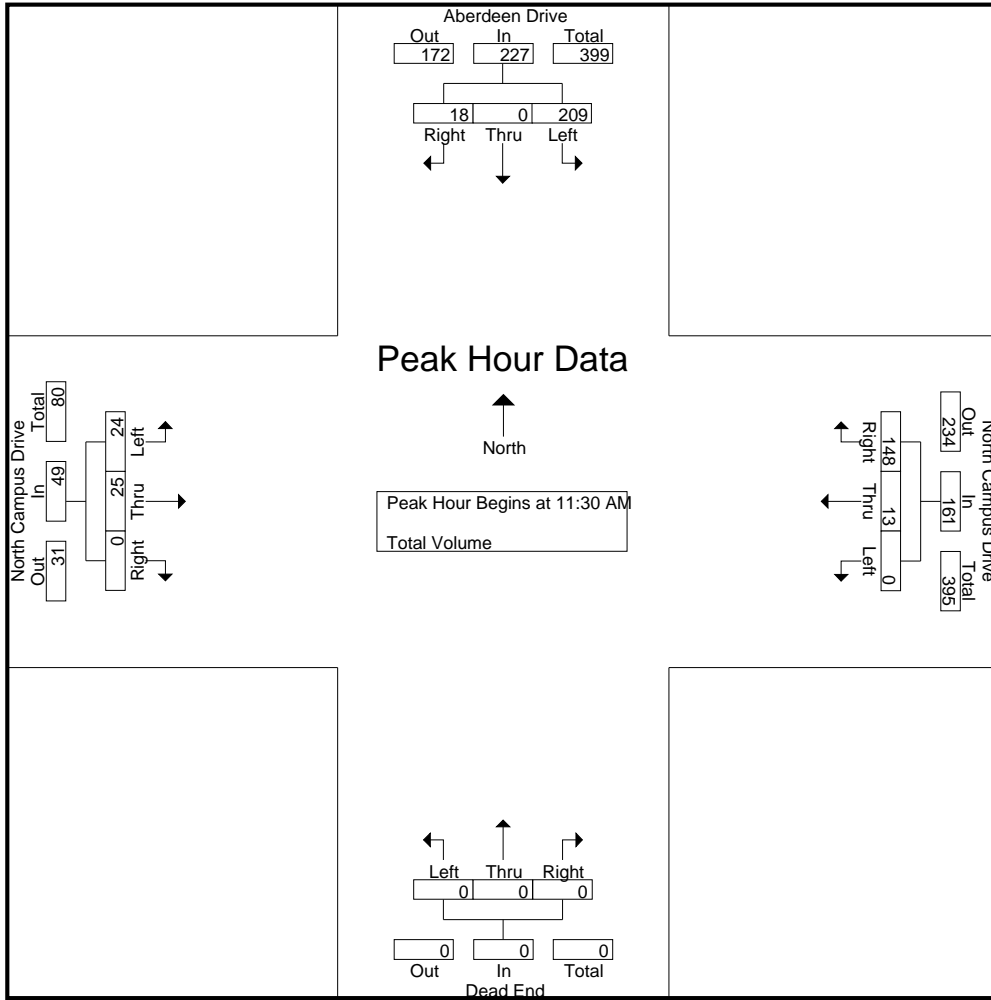 Aberdeen Drive
Out In Total
172 227 399
18 0 209
Right Thru Left
Peak Hour Data
North
Peak Hour Begins at 11:30 AM
Total Volume
North Campus Drive
Out In Total
31 49 80
Left Thru Right
24 25 0
North Campus Drive
Out In Total
234 161 395
Right Thru Left
148 13 0
Left Thru Right
0 0 0
0 0 0
Out In Total
Dead End